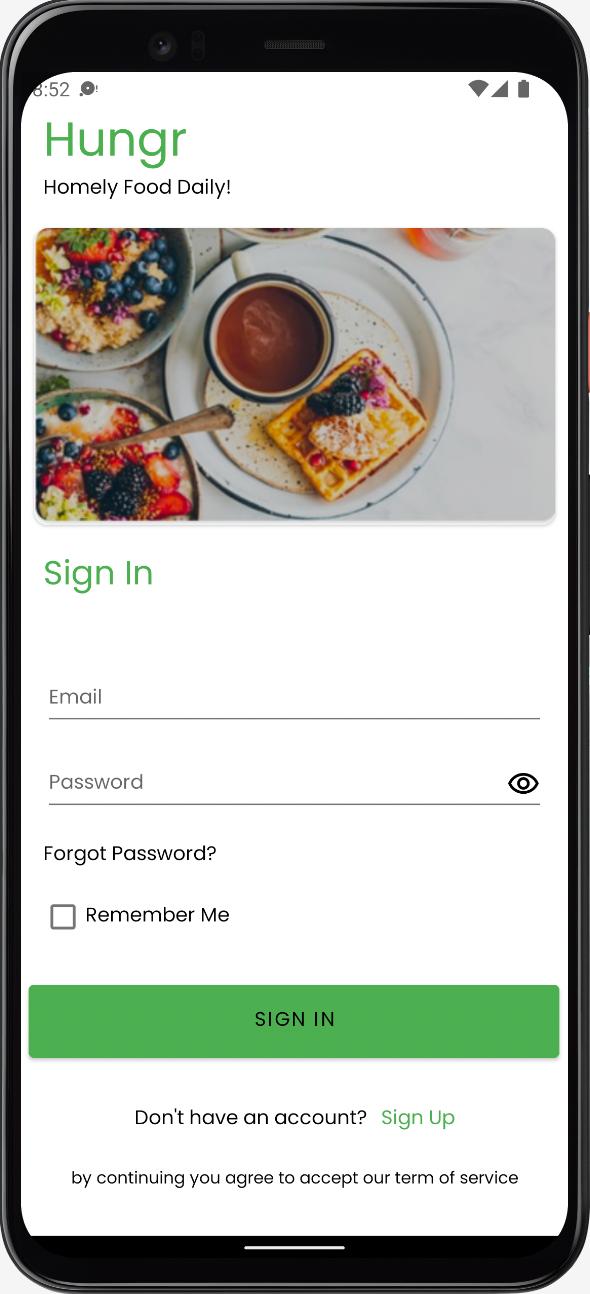 8:52
Hungr
Homely Food Daily!
Sign In
Email
Password
Forgot Password?
Remember Me
SIGN IN
Don't have an account? Sign Up
by continuing you agree to accept our term of service